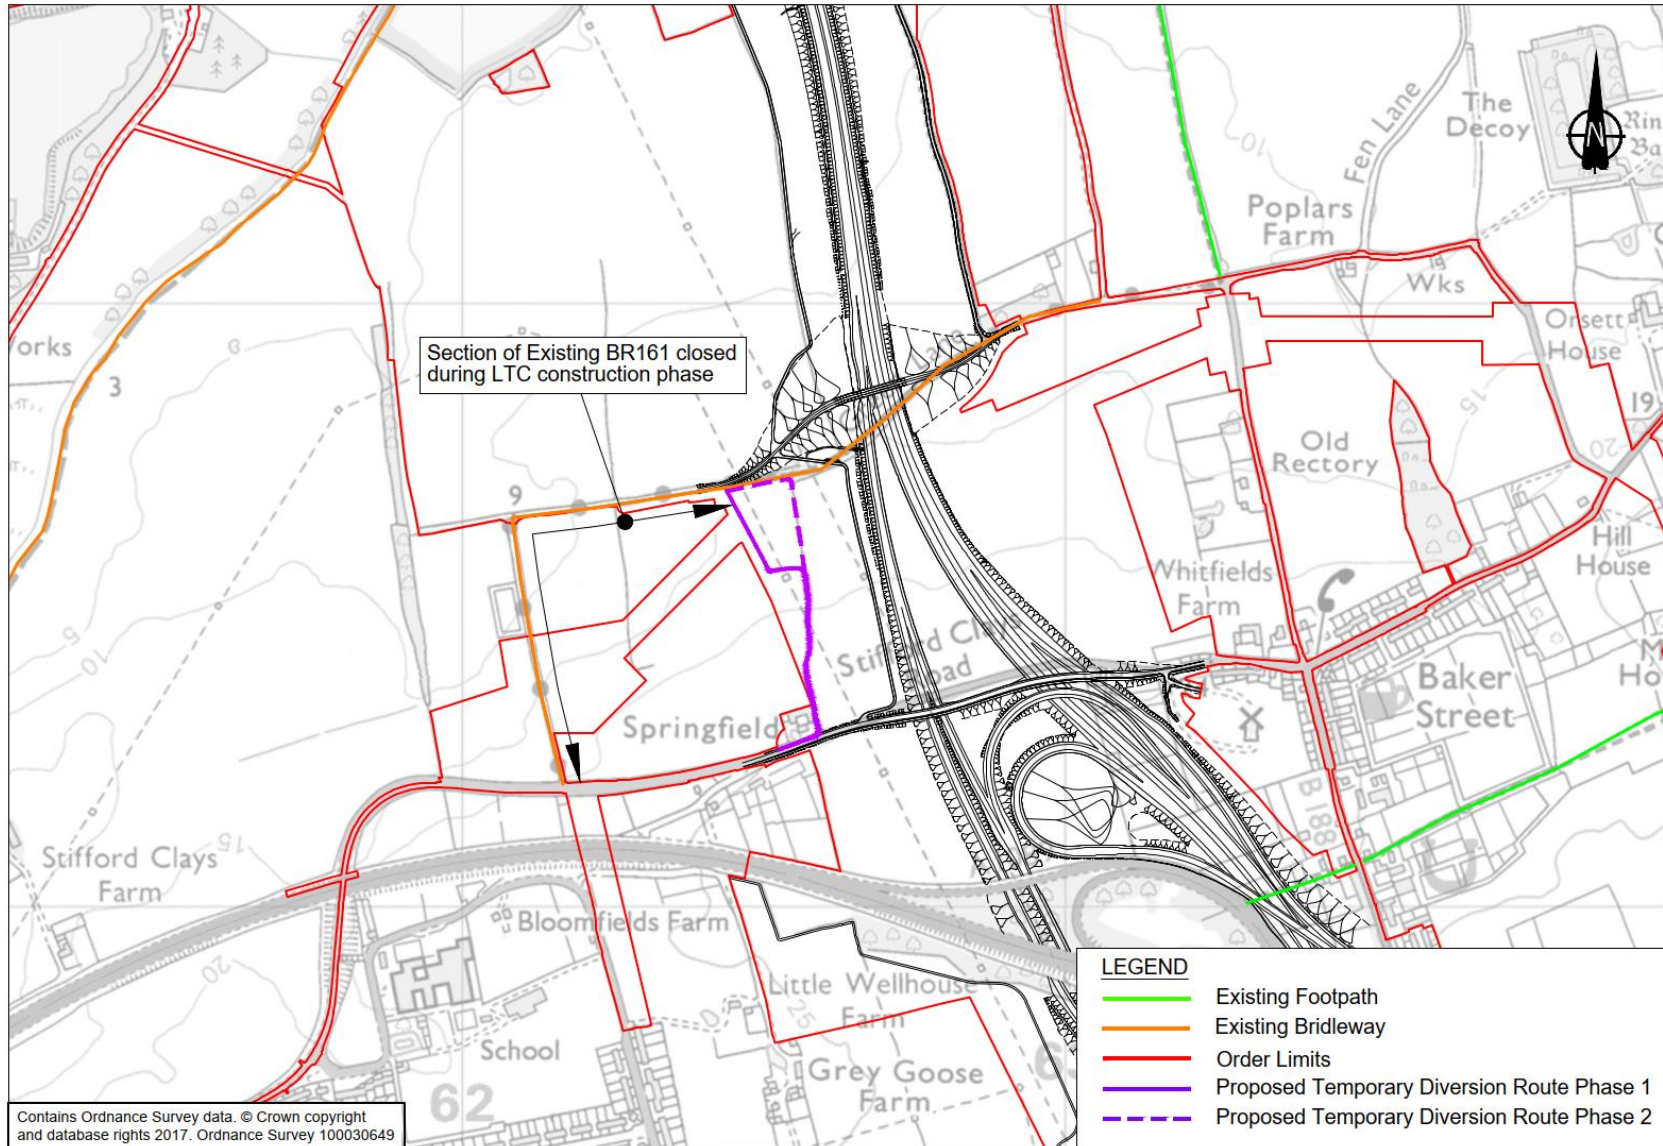 Fen Lane
The
Decoy
N
Poplars
Farm
Wks
Orsett
House
3
Section of Existing BR161 closed
during LTC construction phase
15
19
20
Old
Rectory
9
Hill
House
Whitfields
Farm
5
10
Stifford Clays
Road
Baker
Street
Springfield
15
Stifford Clays
Farm
Bloomfields Farm
20
Little Wellhouse
Farm
25
School
62
Grey Goose
Farm
LEGEND
Existing Footpath
Existing Bridleway
Order Limits
Proposed Temporary Diversion Route Phase 1
Proposed Temporary Diversion Route Phase 2
Contains Ordnance Survey data. © Crown copyright
and database rights 2017. Ordnance Survey 100030649